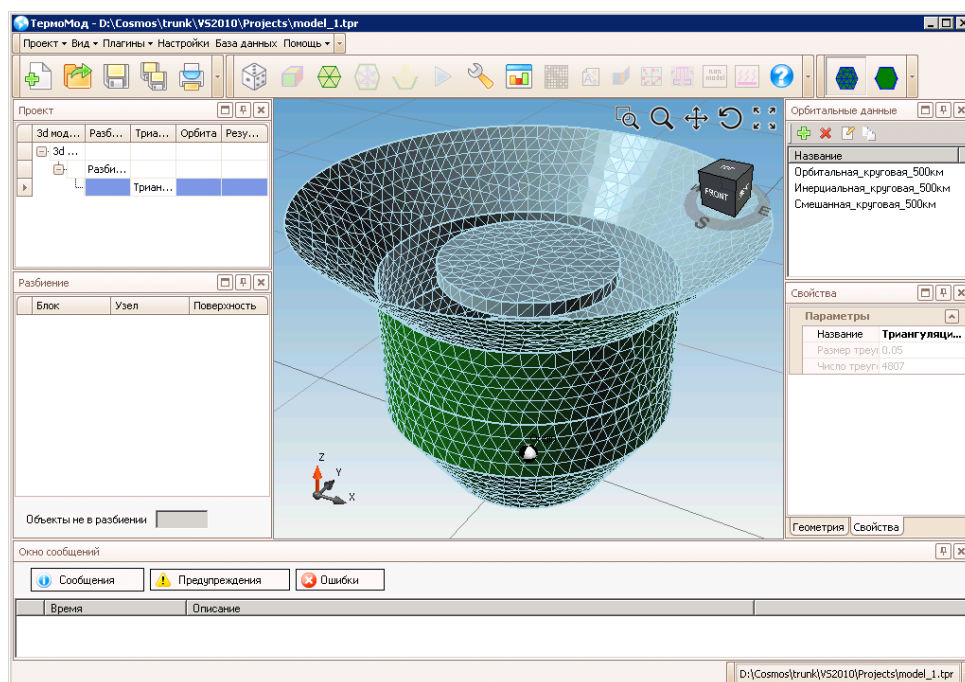 ТермоМод - D:\Cosmos\trunk\VS2010\Projects\model_1.tpr
Проект Вид Плагины Настройки База данных Помощь
Проект
3d мод... Разб... Триа... Орбита Резу...
3d ...
Разби...
Триан...
Разбиение
Блок Узел Поверхность
Объекты не в разбиении
FRONT
S
E
Z
Y
X
Орбитальные данные
Название
Орбитальная_круговая_500км
Инерциальная_круговая_500км
Смешанная_круговая_500км
Свойства
Параметры
Название Триангуляци...
Размер треу 0.05
Число треуг 4807
Геометрия Свойства
Окно сообщений
Сообщения Предупреждения Ошибки
Время Описание
D:\Cosmos\trunk\VS2010\Projects\model_1.tpr